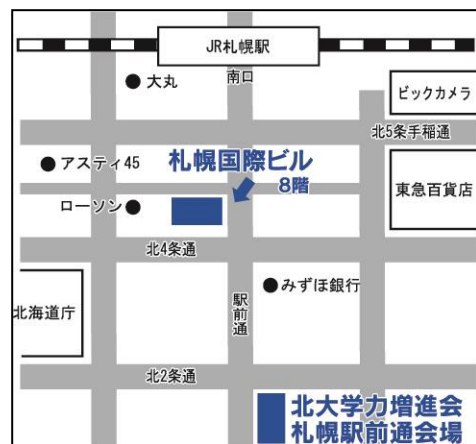 JR札幌駅
南口
大丸
ビックカメラ
北5条手稲通
アスティ45
札幌国際ビル
8階
東急百貨店
ローソン
北4条通
みずほ銀行
北海道庁
駅前通
北2条通
北大学力増進会
札幌駅前通会場